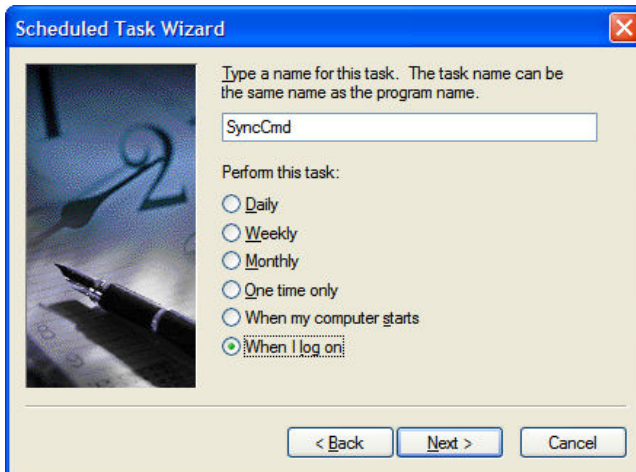 Scheduled Task Wizard
Type a name for this task. The task name can be
the same name as the program name.
SyncCmd
Perform this task:
Daily
Weekly
Monthly
One time only
When my computer starts
When I log on
< Back
Next >
Cancel